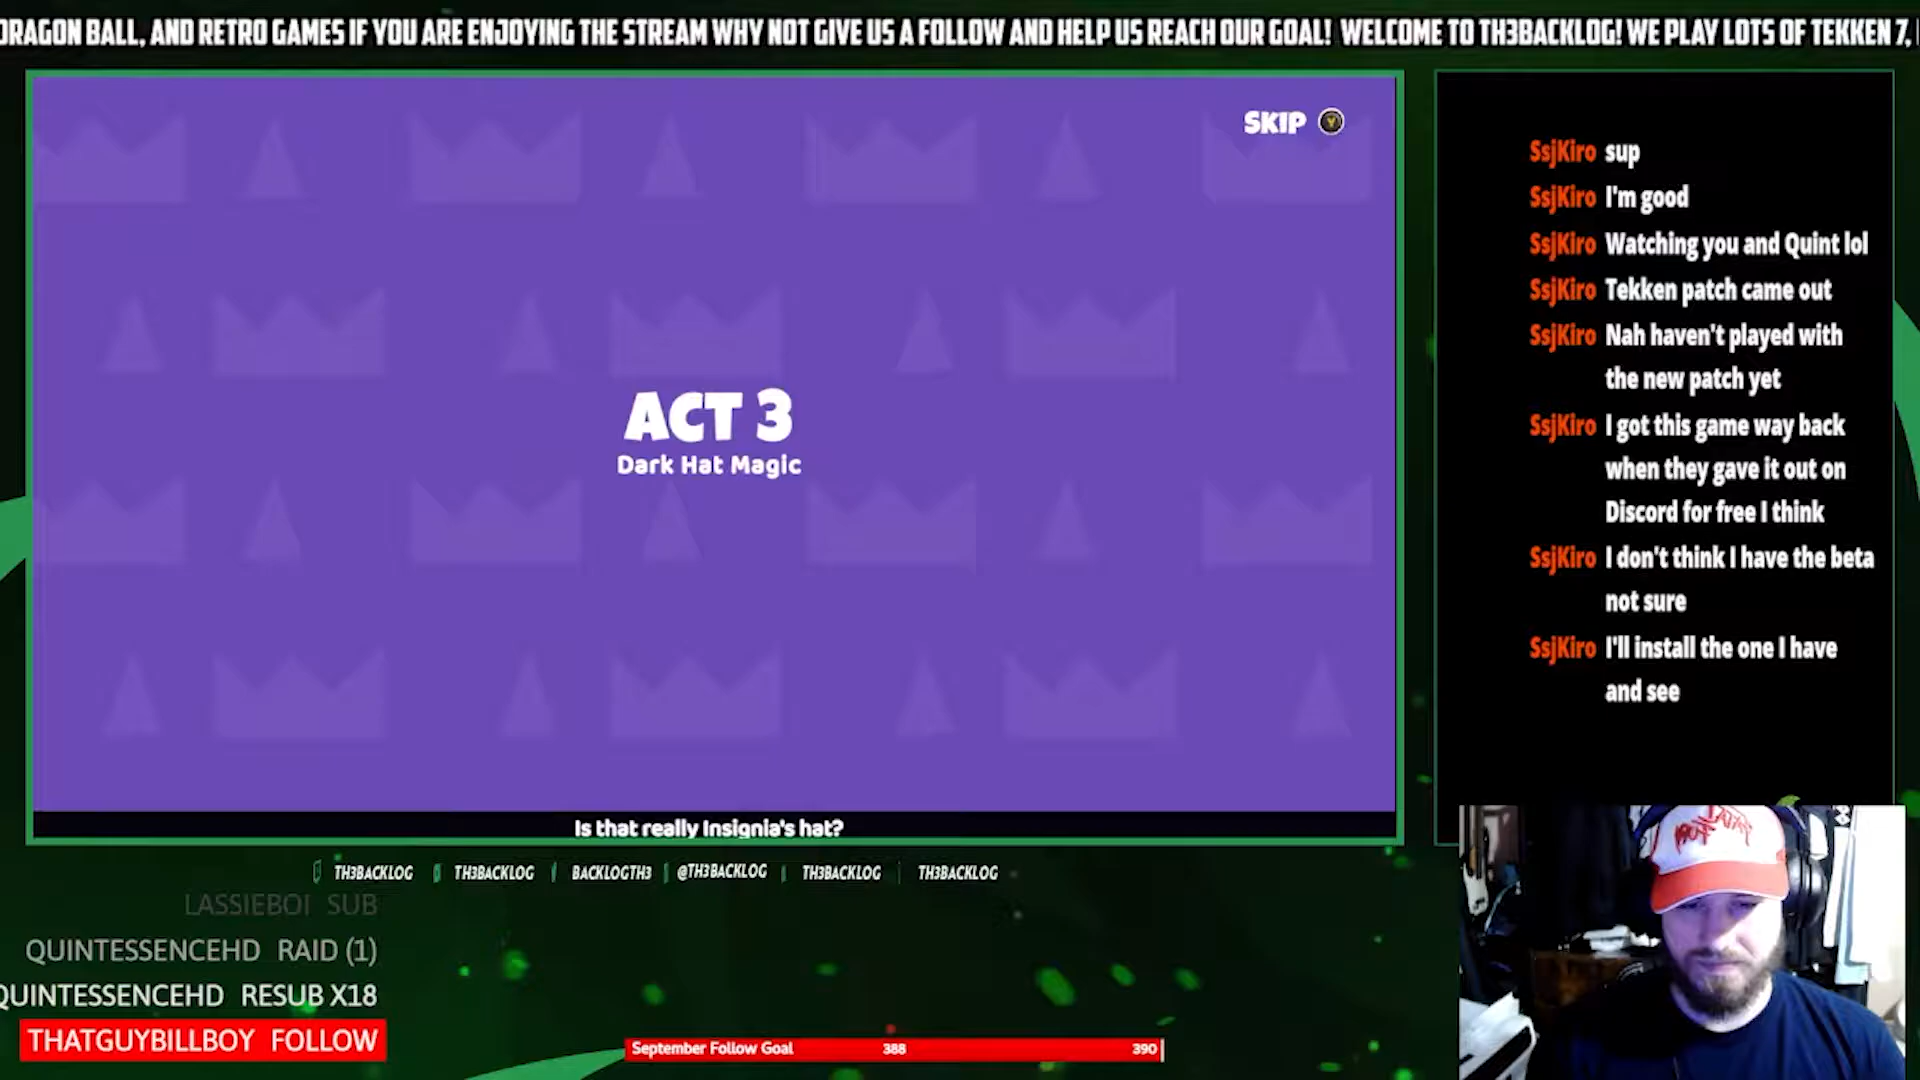 DRAGON BALL, AND RETRO GAMES IF YOU ARE ENJOYING THE STREAM WHY NOT GIVE US A FOLLOW AND HELP US REACH OUR GOAL! WELCOME TO TH3BACKLOG! WE PLAY LOTS OF TEKKEN 7,
SKIP Y
ACT 3
Dark Hat Magic
Is that really Insignia's hat?
SsjKiro sup
SsjKiro I'm good
SsjKiro Watching you and Quint lol
SsjKiro Tekken patch came out
SsjKiro Nah haven't played with
the new patch yet
SsjKiro I got this game way back
when they gave it out on
Discord for free I think
SsjKiro I don't think I have the beta
not sure
SsjKiro I'll install the one I have
and see
TH3BACKLOG TH3BACKLOG BACKLOGTH3 @TH3BACKLOG TH3BACKLOG TH3BACKLOG
LASSIEBOI SUB
QUINTESSENCEHD RAID (1)
QUINTESSENCEHD RESUB X18
THATGUYBILLBOY FOLLOW
September Follow Goal 388 390